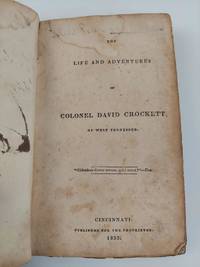 THE
LIFE AND ADVENTURES
OF
COLONEL DAVID CROCKETT,
OF WEST TENNESSEE.
CINCINNATI:
PUBLISHED FOR THE PROPRIETOR.
1833.